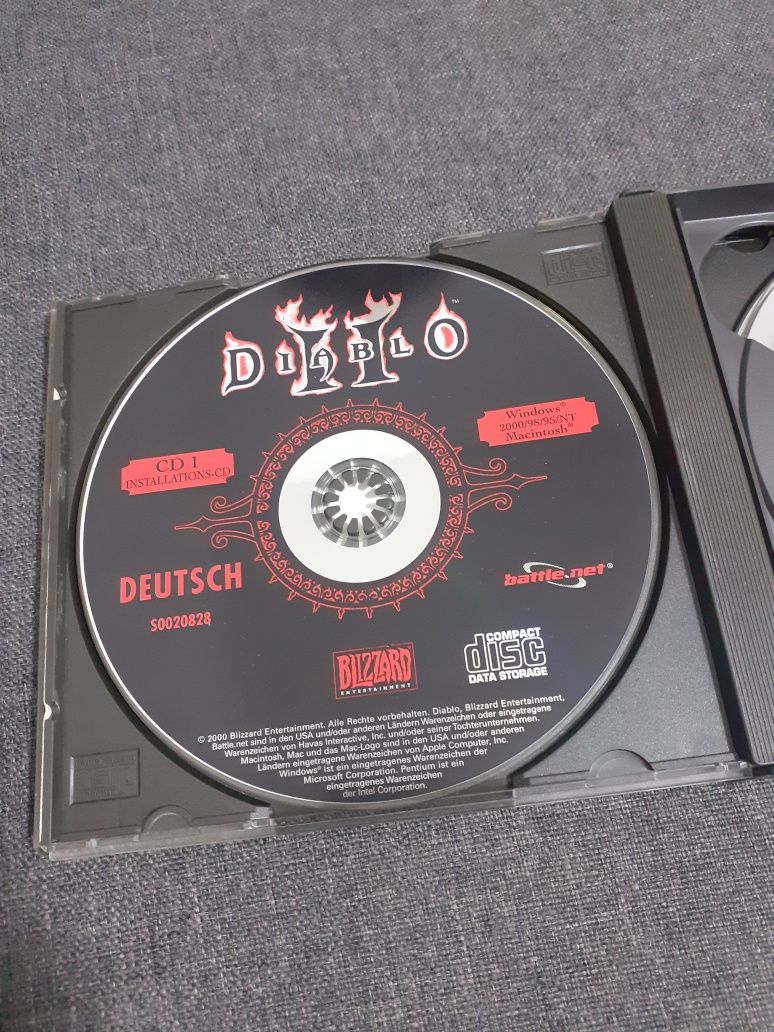 DIABLO II ™
Windows®
2000/98/95/NT
Macintosh®
CD 1
INSTALLATIONS-CD
DEUTSCH
S0020828
battle.net®
BLIZZARD
ENTERTAINMENT
COMPACT
disc
DATA STORAGE
© 2000 Blizzard Entertainment. Alle Rechte vorbehalten. Diablo, Blizzard Entertainment,
Battle.net sind in den USA und/oder anderen Ländern Warenzeichen oder eingetragene
Warenzeichen von Havas Interactive, Inc. und/oder seiner Tochterunternehmen.
Macintosh, Mac und das Mac-Logo sind in den USA und/oder anderen
Ländern eingetragene Warenzeichen von Apple Computer, Inc.
Windows® ist ein eingetragenes Warenzeichen der
Microsoft Corporation. Pentium ist ein
eingetragenes Warenzeichen
der Intel Corporation.